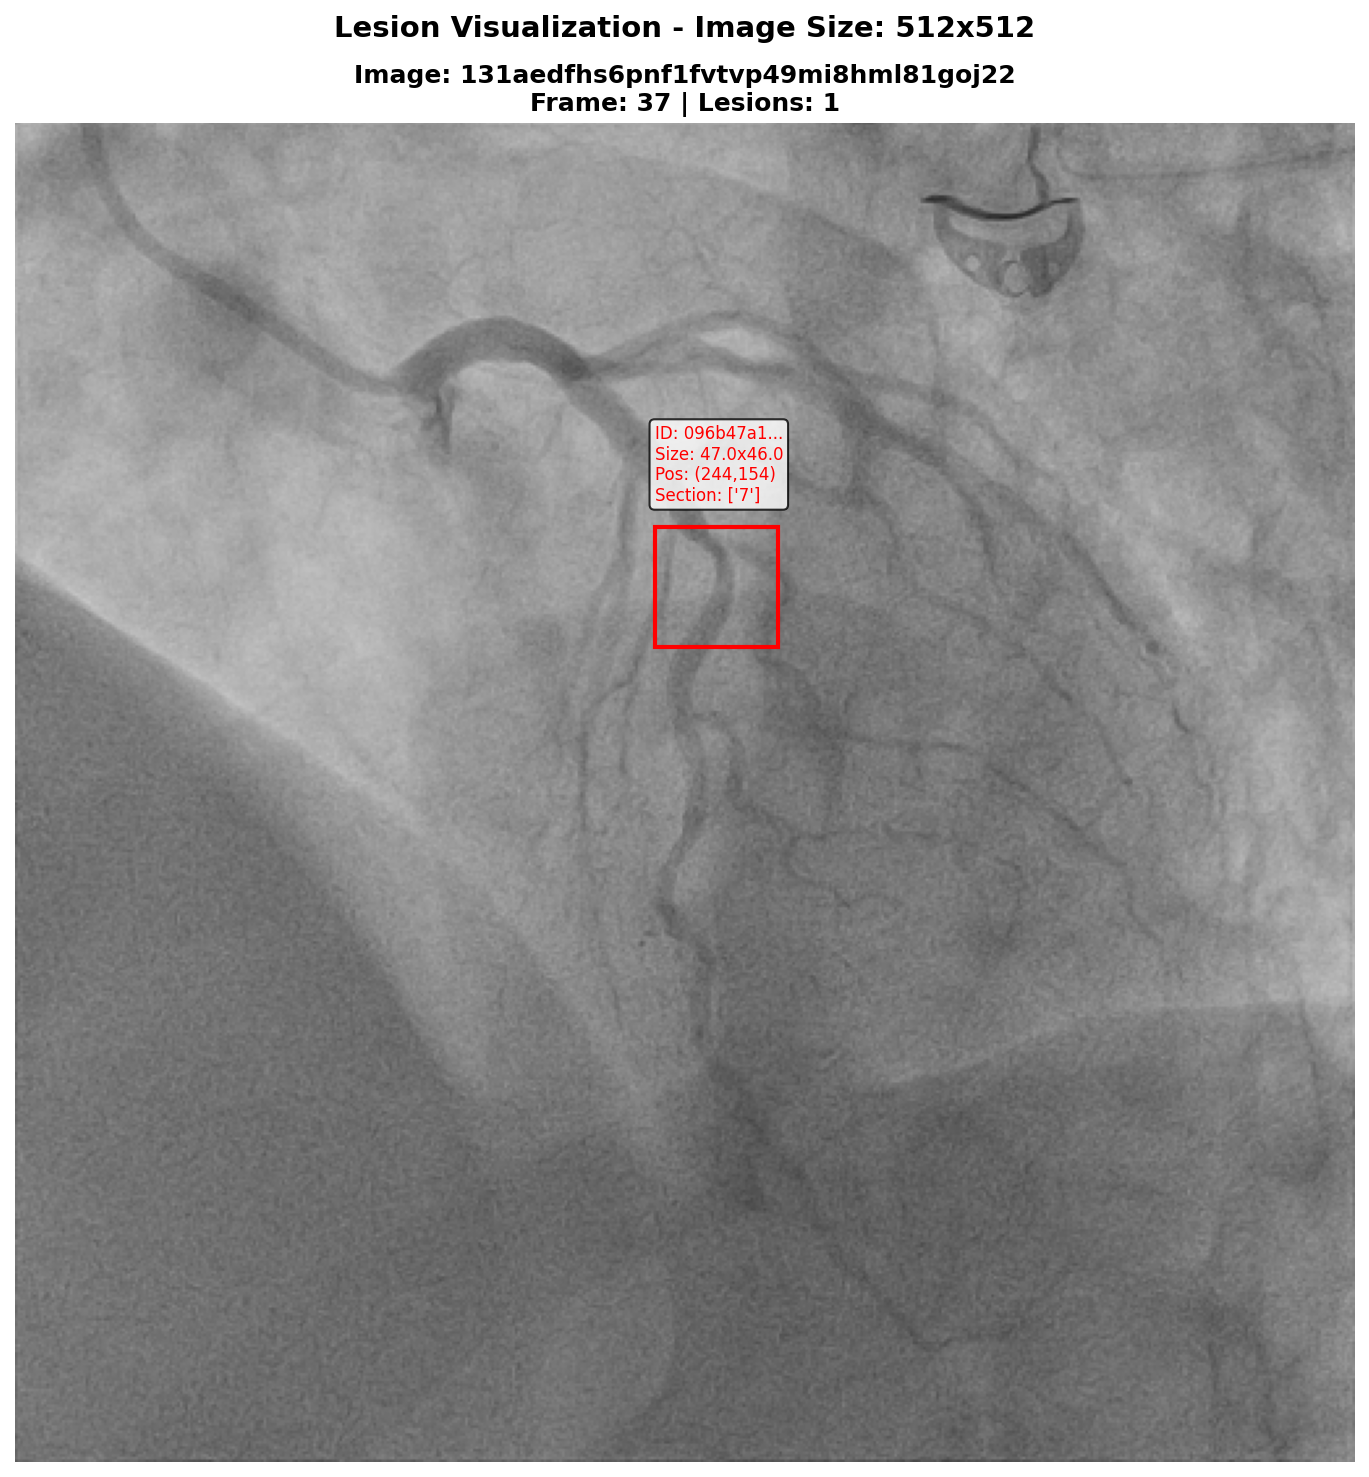 Lesion Visualization - Image Size: 512x512
Image: 131aedfhs6pnf1fvtvp49mi8hml81goj22
Frame: 37 | Lesions: 1
ID: 096b47a1...
Size: 47.0x46.0
Pos: (244,154)
Section: ['7']